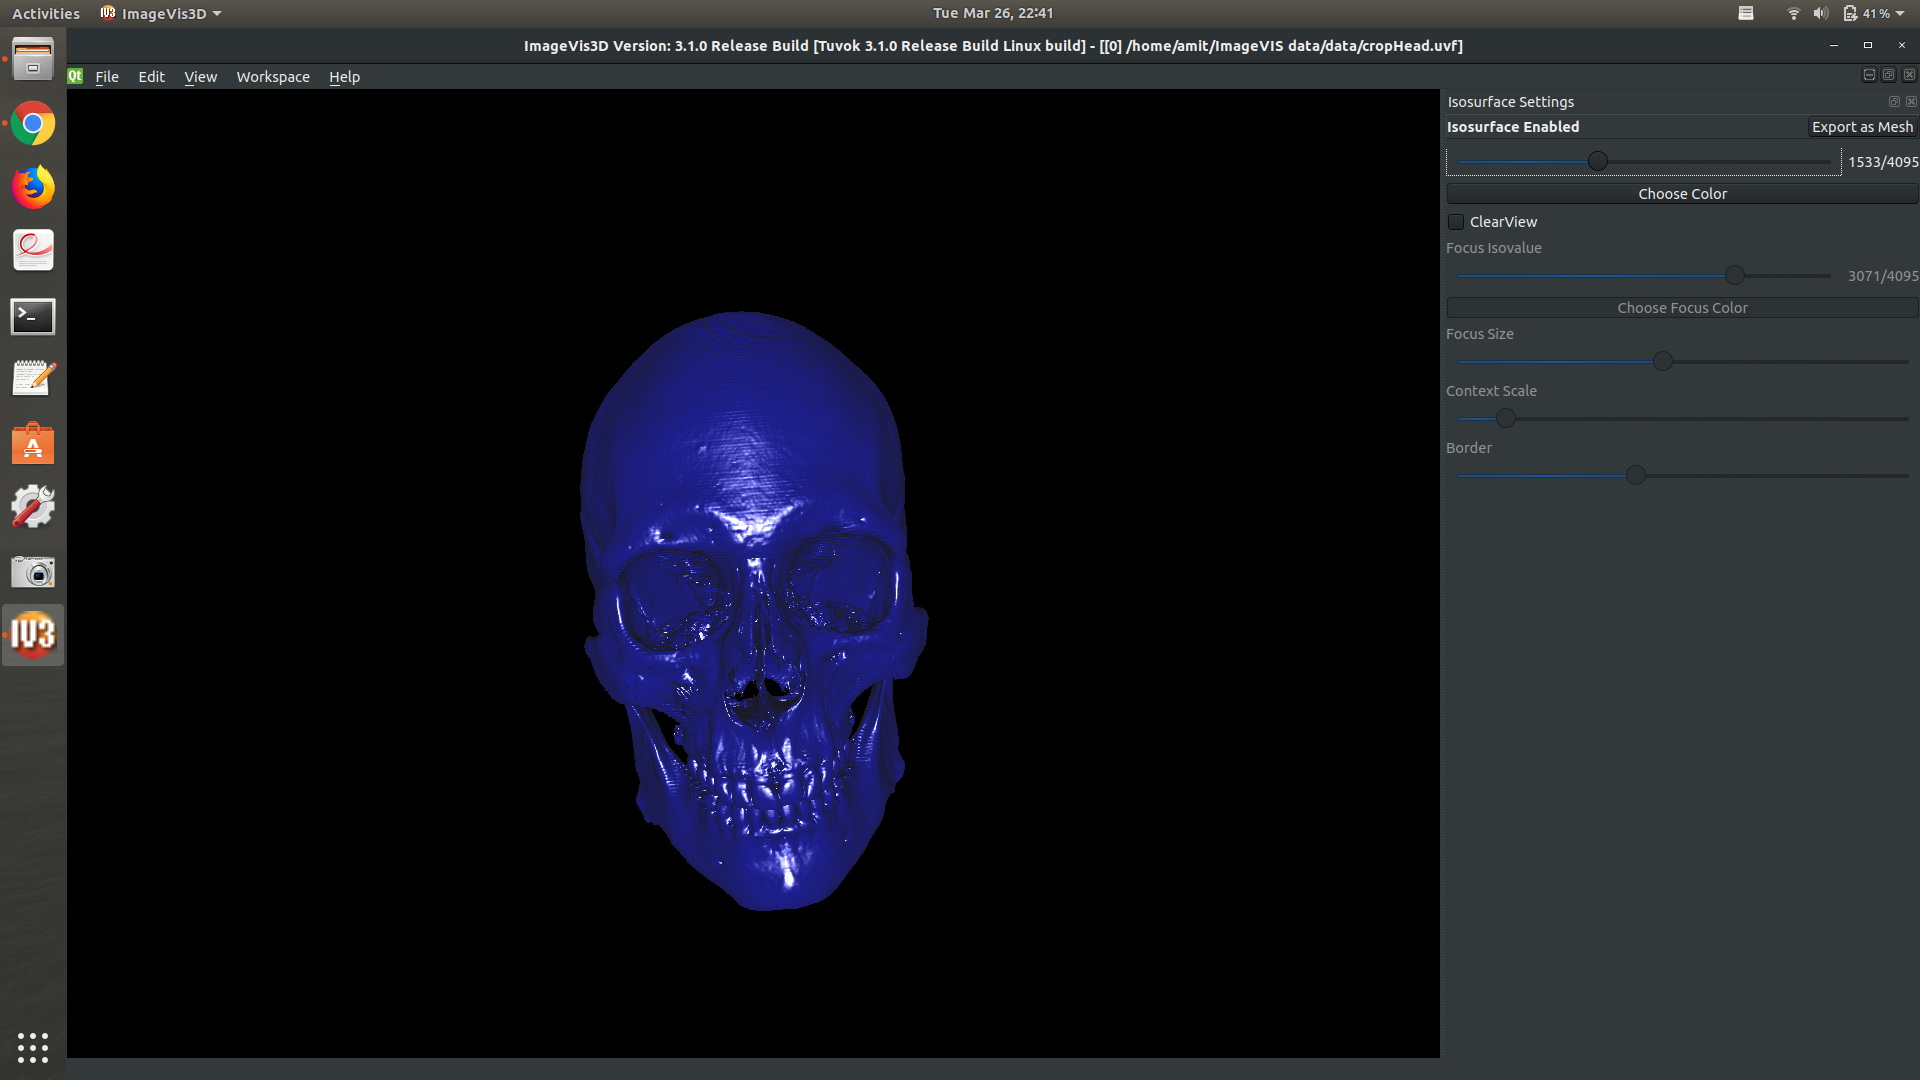 Activities ImageVis3D Tue Mar 26, 22:41 41 %
ImageVis3D Version: 3.1.0 Release Build [Tuvok 3.1.0 Release Build Linux build] - [[0] /home/amit/ImageVIS data/data/cropHead.uvf]
Qt File Edit View Workspace Help
Isosurface Settings
Isosurface Enabled Export as Mesh
1533/4095
Choose Color
ClearView
Focus Isovalue
3071/4095
Choose Focus Color
Focus Size
Context Scale
Border
IV3